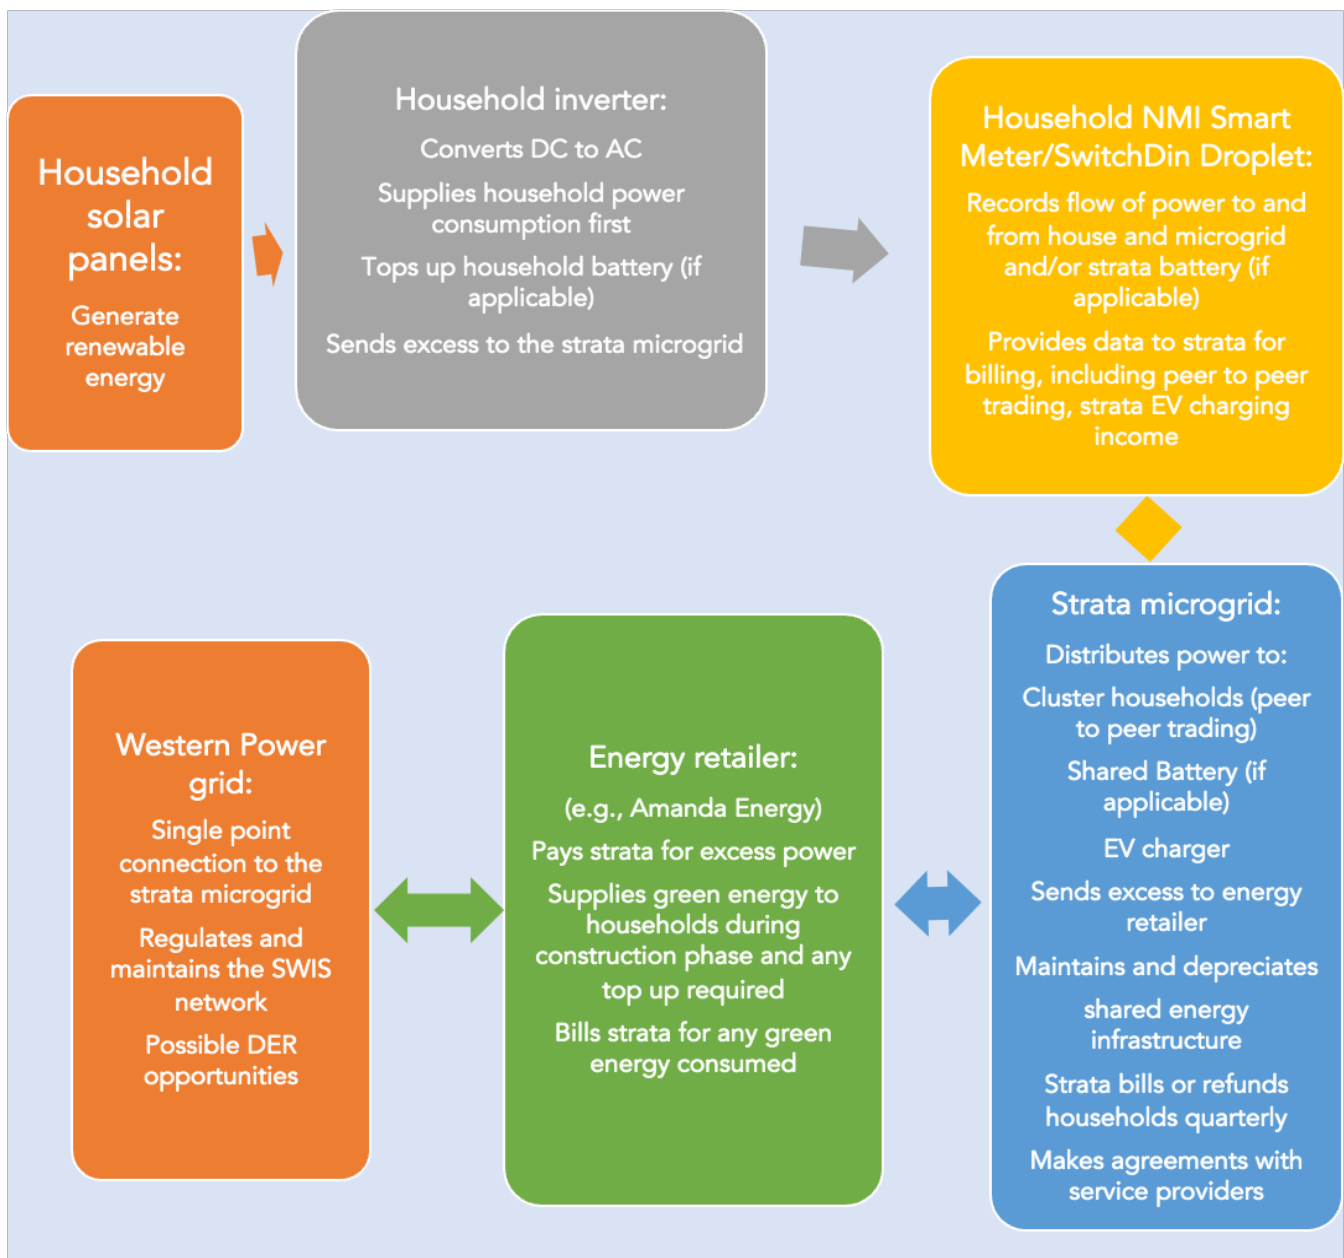 Household
solar
panels:
Generate
renewable
energy
Household inverter:
Converts DC to AC
Supplies household power
consumption first
Tops up household battery (if
applicable)
Sends excess to the strata microgrid
Household NMI Smart
Meter/SwitchDin Droplet:
Records flow of power to and
from house and microgrid
and/or strata battery (if
applicable)
Provides data to strata for
billing, including peer to peer
trading, strata EV charging
income
Strata microgrid:
Distributes power to:
Cluster households (peer
to peer trading)
Shared Battery (if
applicable)
EV charger
Sends excess to energy
retailer
Maintains and depreciates
shared energy
infrastructure
Strata bills or refunds
households quarterly
Makes agreements with
service providers
Energy retailer:
(e.g., Amanda Energy)
Pays strata for excess power
Supplies green energy to
households during
construction phase and any
top up required
Bills strata for any green
energy consumed
Western Power
grid:
Single point
connection to the
strata microgrid
Regulates and
maintains the SWIS
network
Possible DER
opportunities